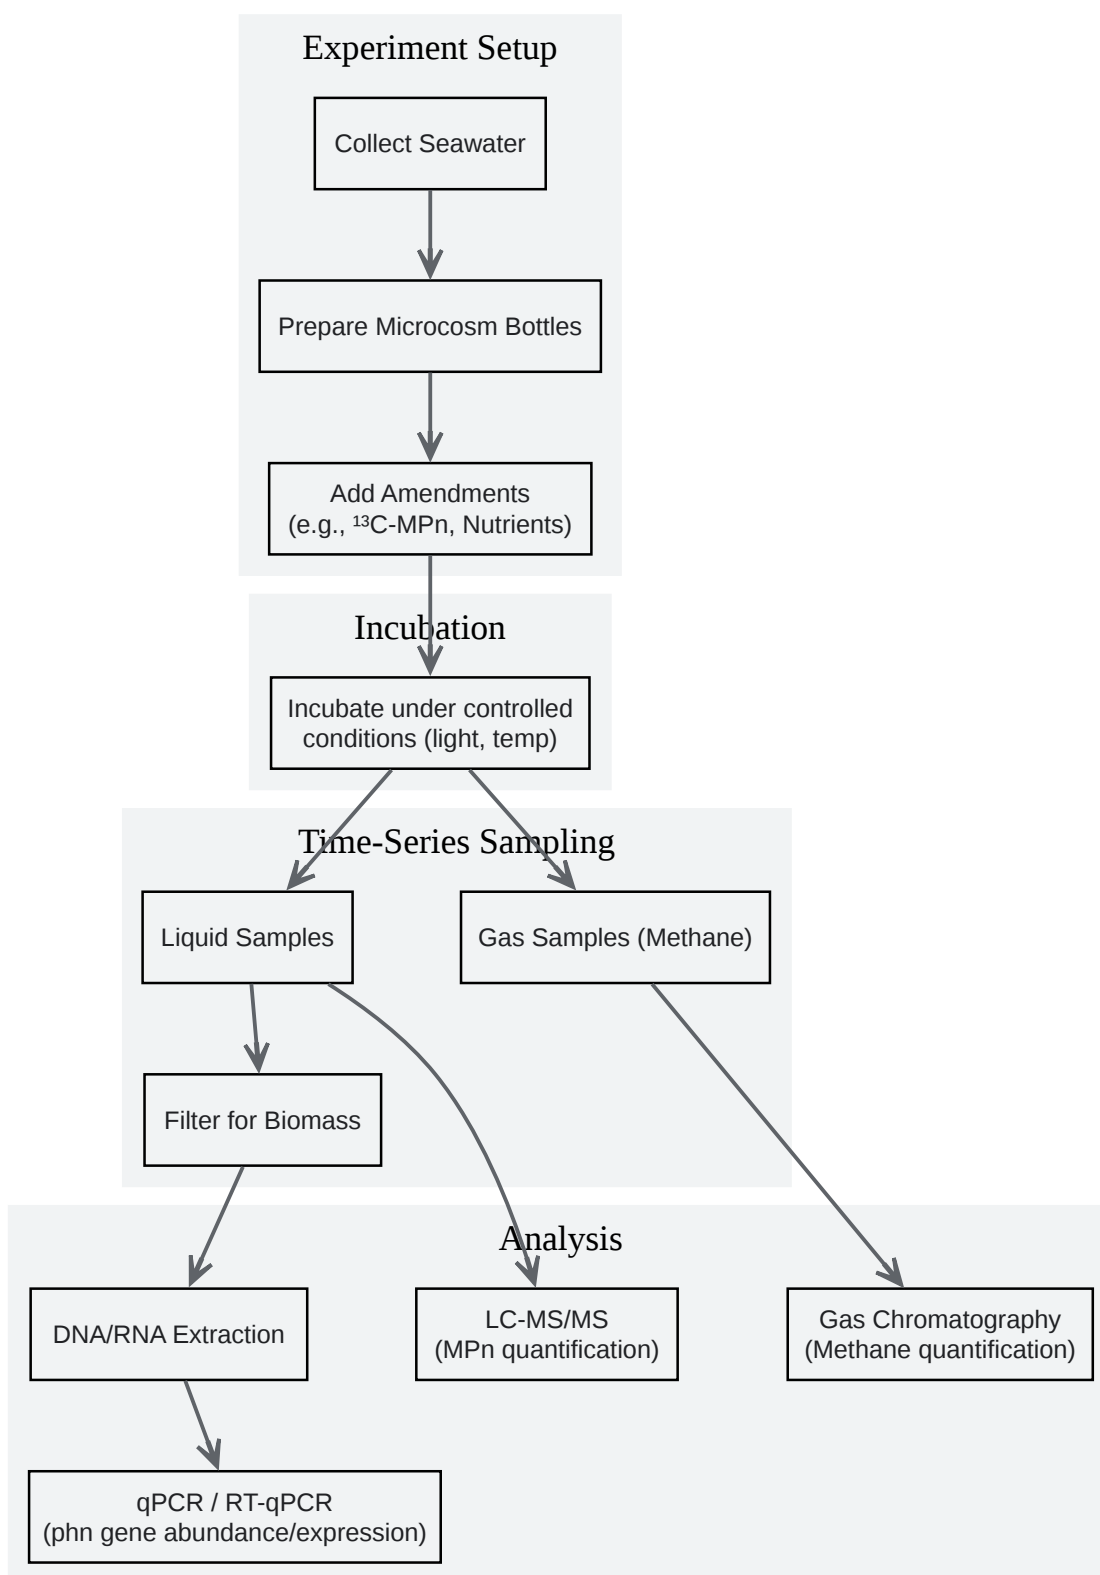 Experiment Setup
Collect Seawater
Prepare Microcosm Bottles
Add Amendments
(e.g., ¹³C-MPn, Nutrients)
Incubation
Incubate under controlled
conditions (light, temp)
Time-Series Sampling
Liquid Samples
Gas Samples (Methane)
Filter for Biomass
Analysis
DNA/RNA Extraction
LC-MS/MS
(MPn quantification)
Gas Chromatography
(Methane quantification)
qPCR / RT-qPCR
(phn gene abundance/expression)